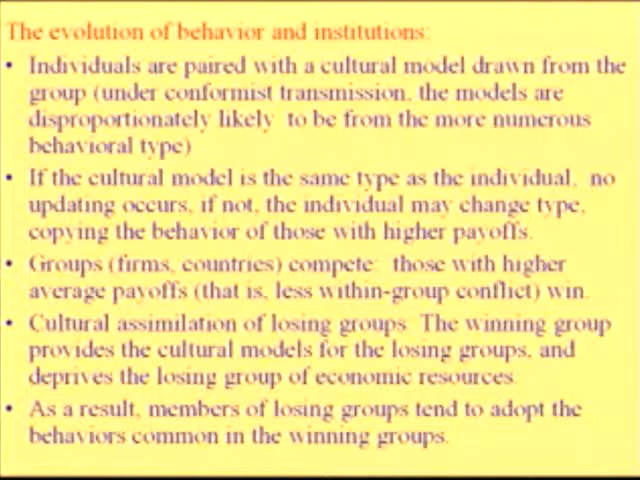 The evolution of behavior and institutions:
• Individuals are paired with a cultural model drawn from the
group (under conformist transmission, the models are
disproportionately likely to be from the more numerous
behavioral type)
• If the cultural model is the same type as the individual, no
updating occurs, if not, the individual may change type,
copying the behavior of those with higher payoffs.
• Groups (firms, countries) compete: those with higher
average payoffs (that is, less within-group conflict) win.
• Cultural assimilation of losing groups. The winning group
provides the cultural models for the losing groups, and
deprives the losing group of economic resources.
• As a result, members of losing groups tend to adopt the
behaviors common in the winning groups.